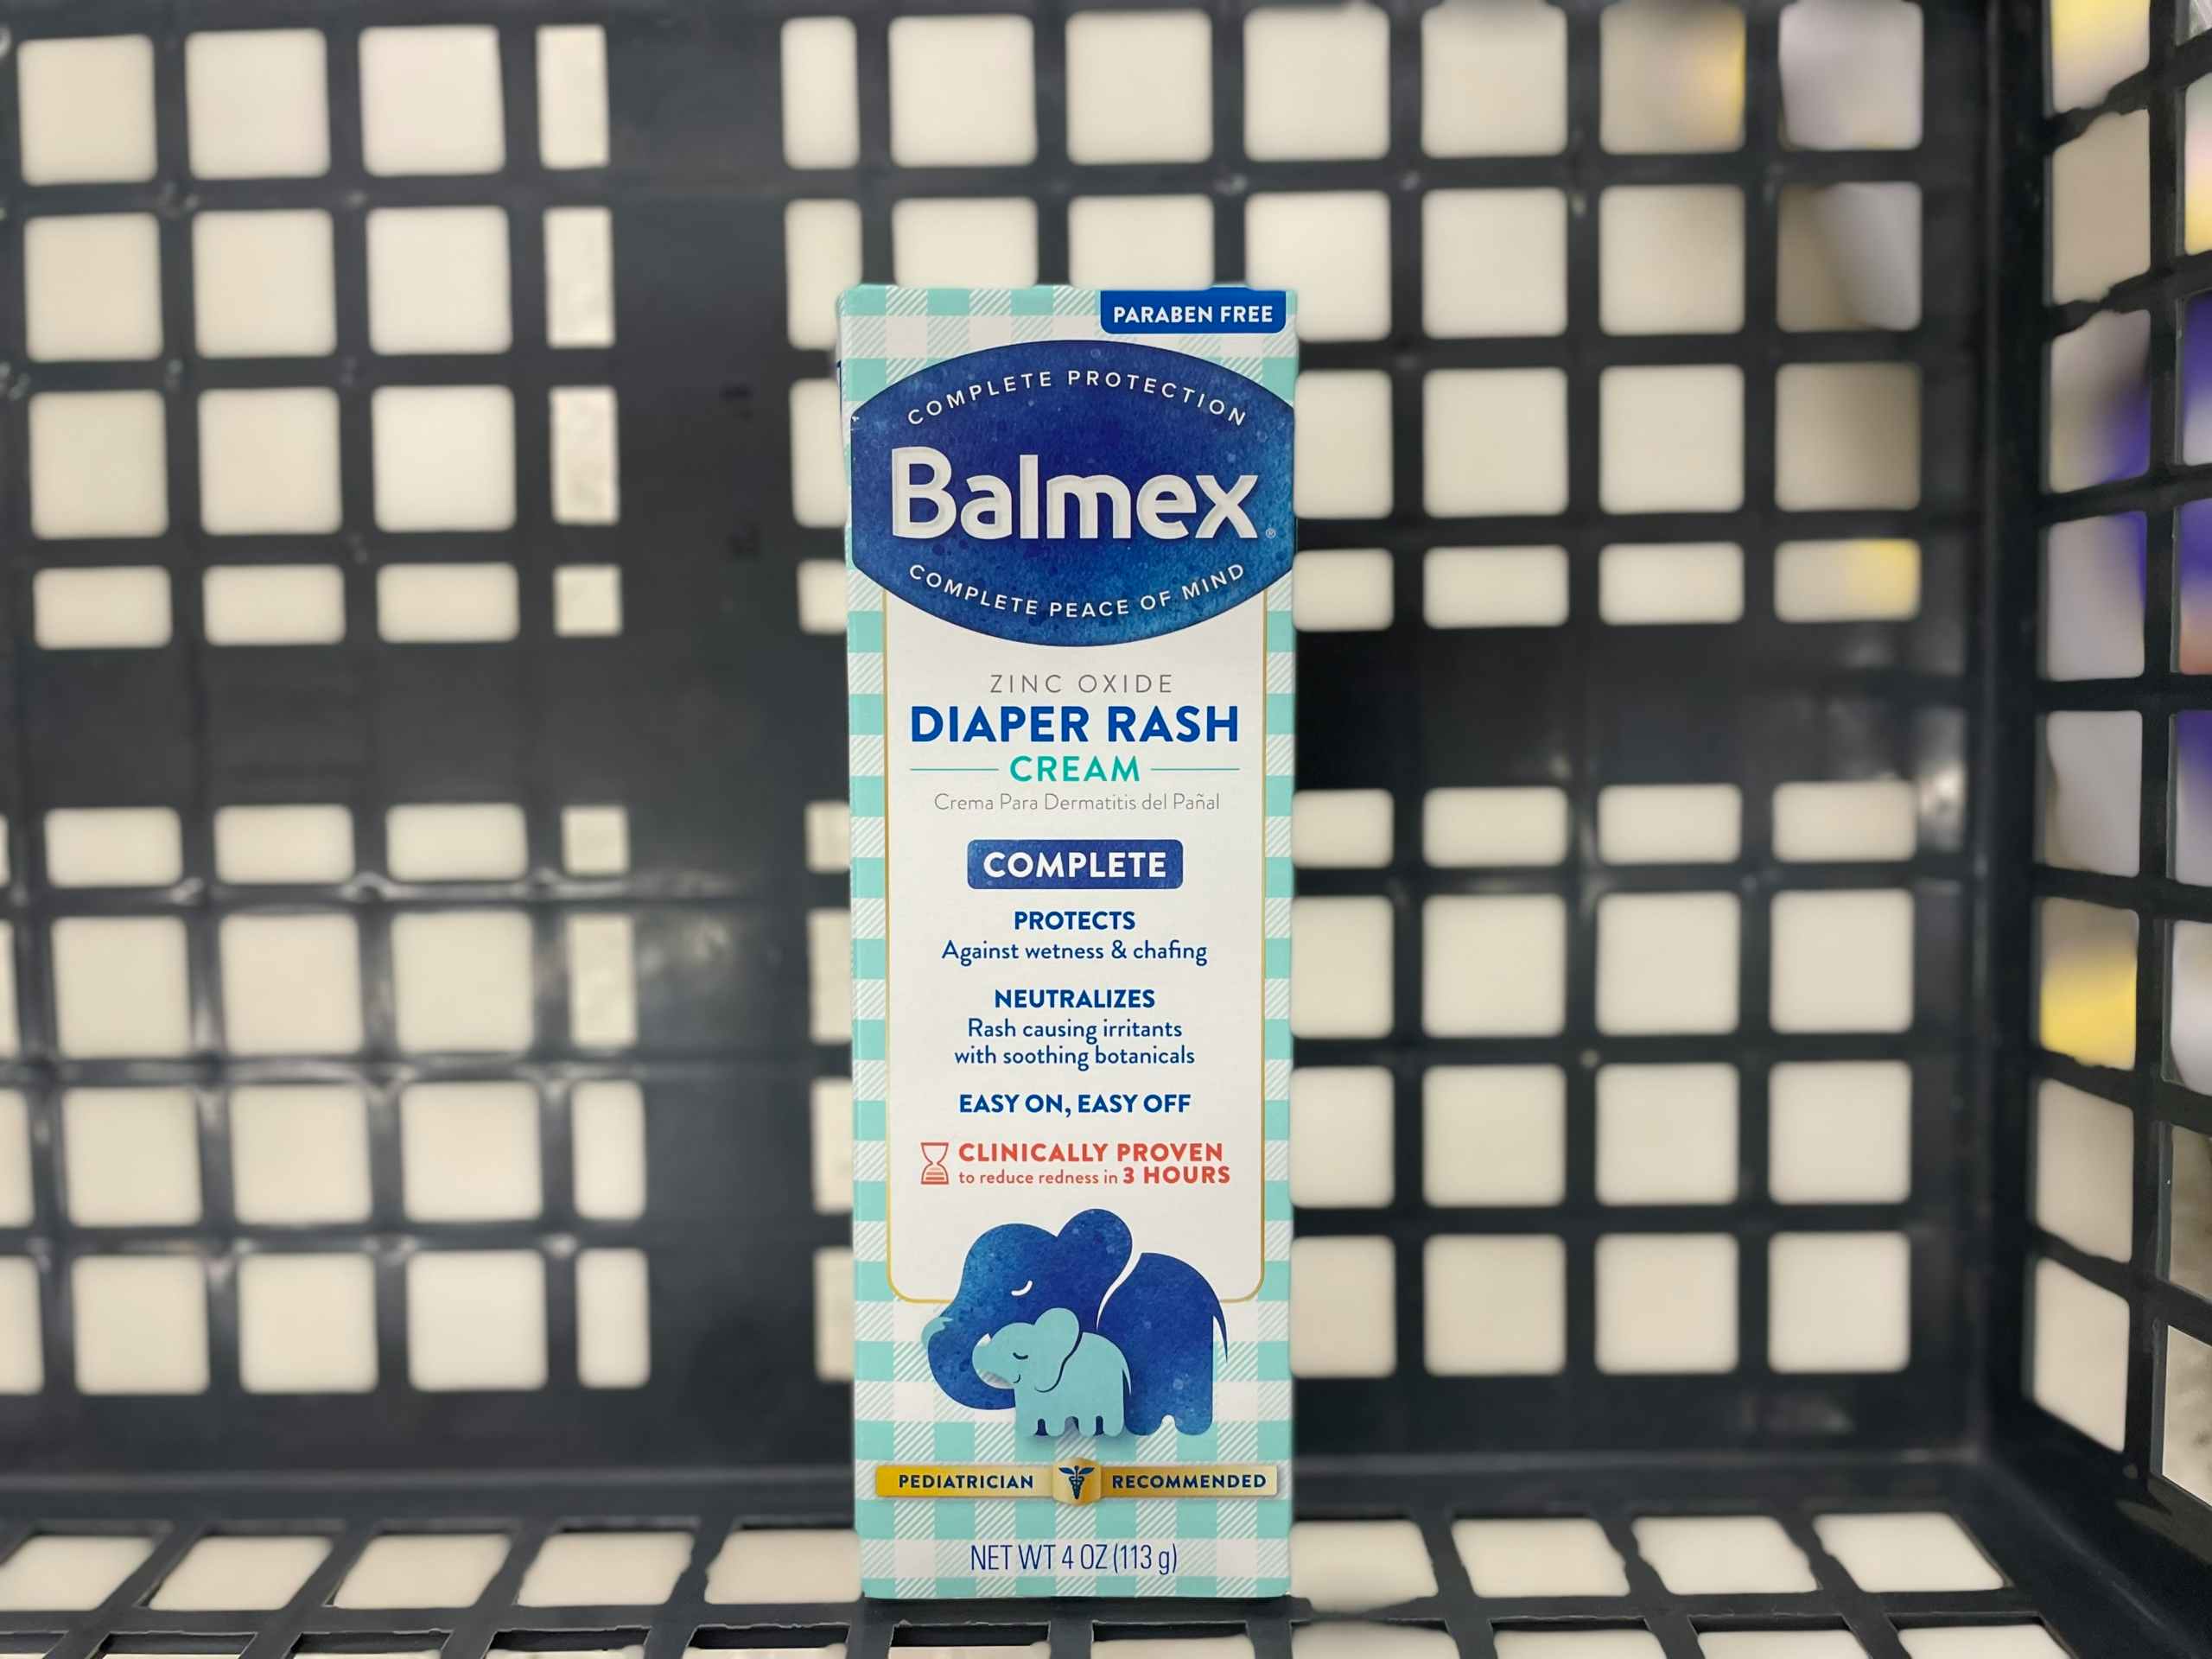 PARABEN FREE
COMPLETE PROTECTION
Balmex®
COMPLETE PEACE OF MIND
ZINC OXIDE
DIAPER RASH
CREAM
Crema Para Dermatitis del Pañal
COMPLETE
PROTECTS
Against wetness & chafing
NEUTRALIZES
Rash causing irritants
with soothing botanicals
EASY ON, EASY OFF
CLINICALLY PROVEN
to reduce redness in 3 HOURS
PEDIATRICIAN RECOMMENDED
NET WT 4 OZ (113 g)